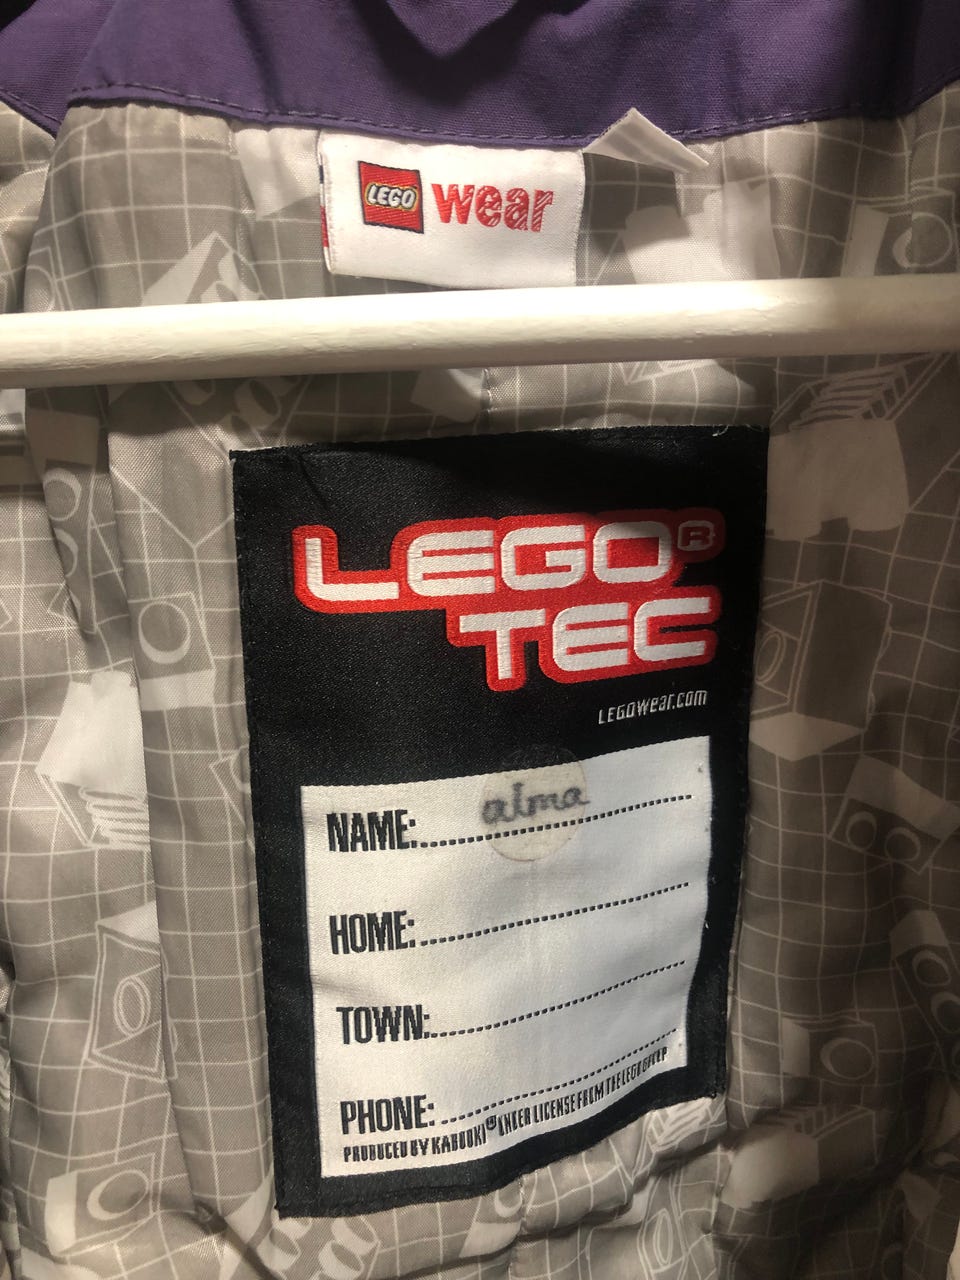 LEGO wear
LEGO®
TEC
LEGOwear.com
NAME: alma
HOME:
TOWN:
PHONE:
PRODUCED BY KABOOKI® UNDER LICENSE FROM THE LEGO GROUP